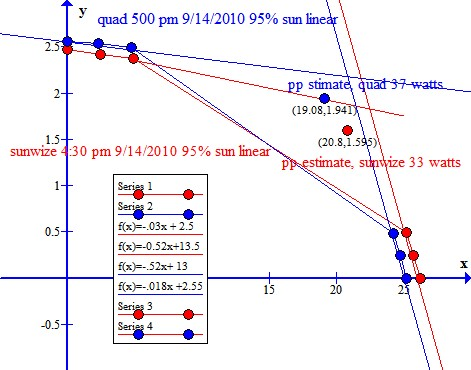 y
quad 500 pm 9/14/2010 95% sun linear
2.5
2
pp stimate, quad 37 watts
(19.08,1.941)
1.5
(20.8,1.595)
sunwize 4:30 pm 9/14/2010 95% sun linear
pp estimate, sunwize 33 watts
1
Series 1
Series 2
f(x)=-.03x + 2.5
0.5
f(x)=-0.52x+13.5
f(x)=-.52x+ 13
x
f(x)=-.018x +2.55
15
20
25
Series 3
-0.5
Series 4